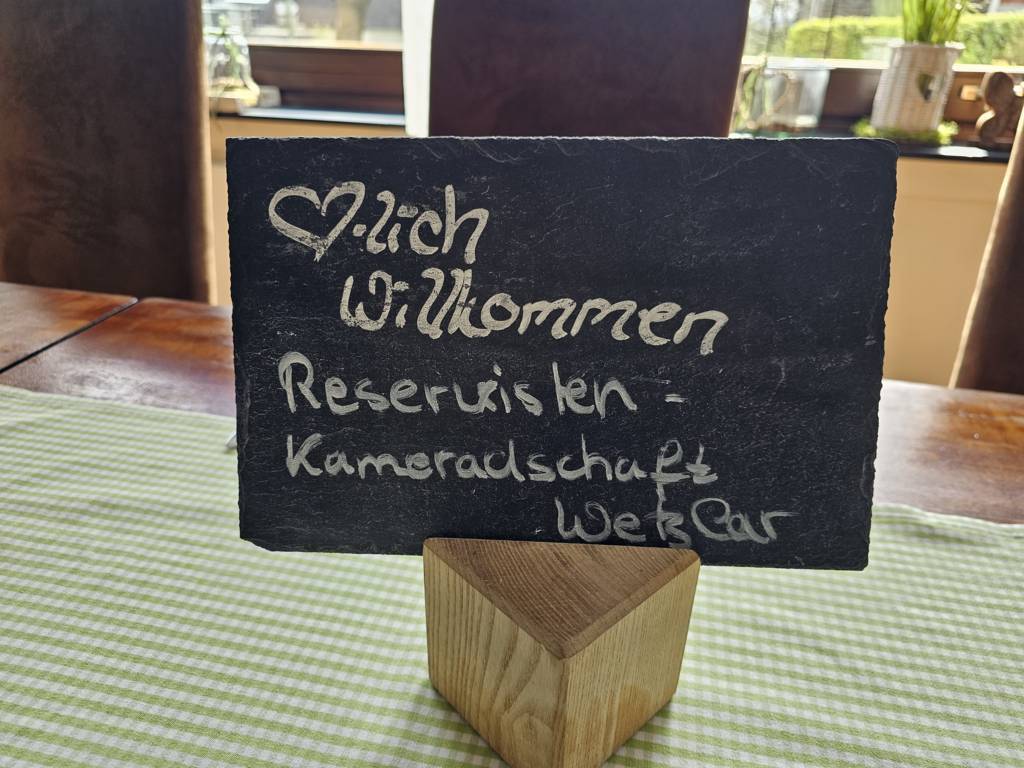 ♡-lich
Willkommen
Reservisten-
Kameradschaft
Wetzlar